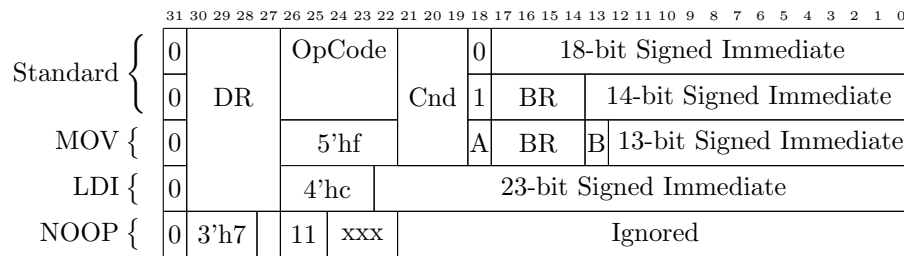 31 30 29 28 27 26 25 24 23 22 21 20 19 18 17 16 15 14 13 12 11 10 9 8 7 6 5 4 3 2 1 0
Standard { 0 DR OpCode Cnd 0 18-bit Signed Immediate
0 1 BR 14-bit Signed Immediate
MOV { 0 5'hf A BR B 13-bit Signed Immediate
LDI { 0 4'hc 23-bit Signed Immediate
NOOP { 0 3'h7 11 xxx Ignored